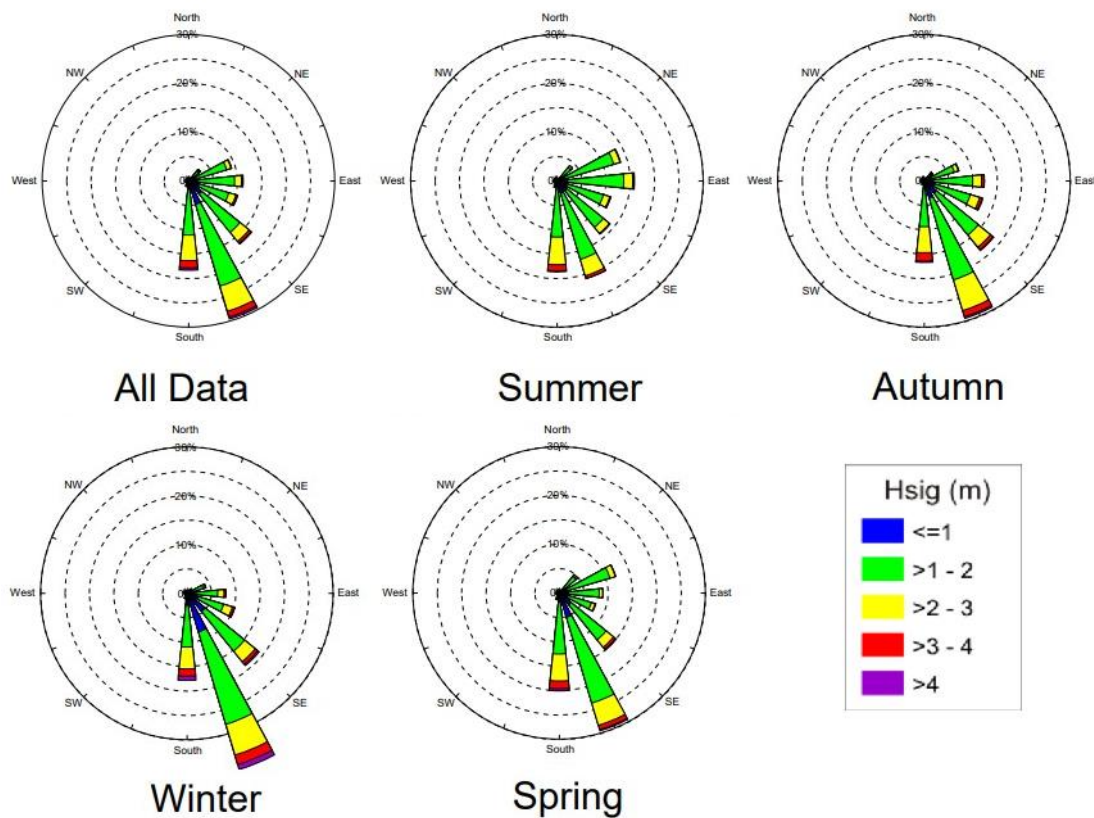 North
30%
NW
NE
20%
10%
0%
West
East
SW
SE
South
All Data
North
30%
NW
NE
20%
10%
0%
West
East
SW
SE
South
Summer
North
30%
NW
NE
20%
10%
0%
West
East
SW
SE
South
Autumn
North
30%
NW
NE
20%
10%
0%
West
East
SW
SE
South
Winter
North
30%
NW
NE
20%
10%
0%
West
East
SW
SE
South
Spring
Hsig (m)
<=1
>1 - 2
>2 - 3
>3 - 4
>4